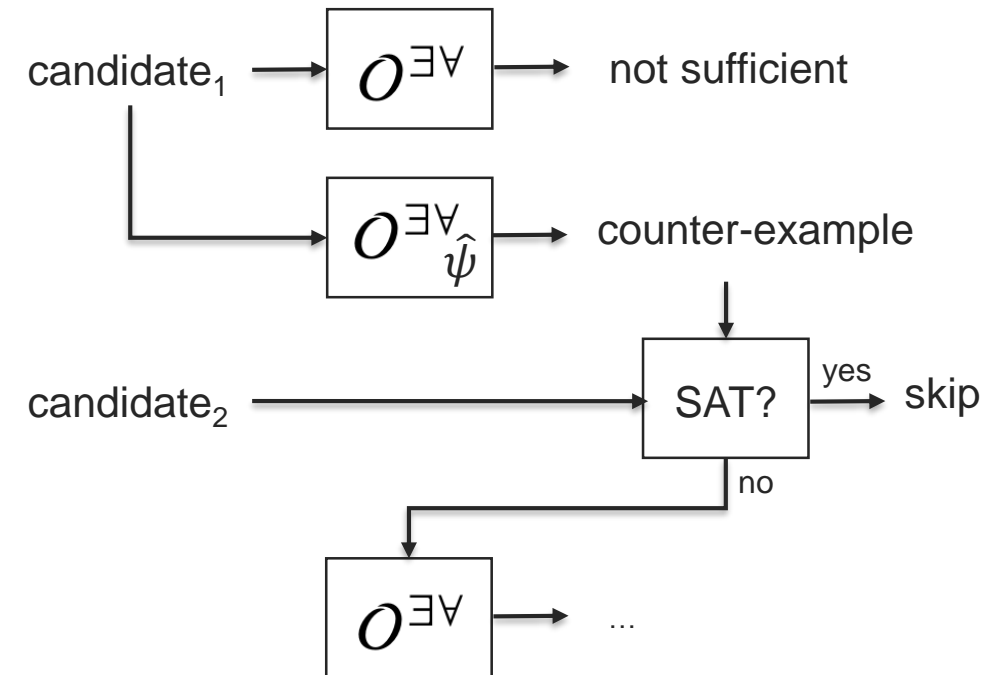 candidate₁
𝒪^∃∀
not sufficient
𝒪^∃∀_ψ̂
counter-example
candidate₂
SAT?
yes
skip
no
𝒪^∃∀
...